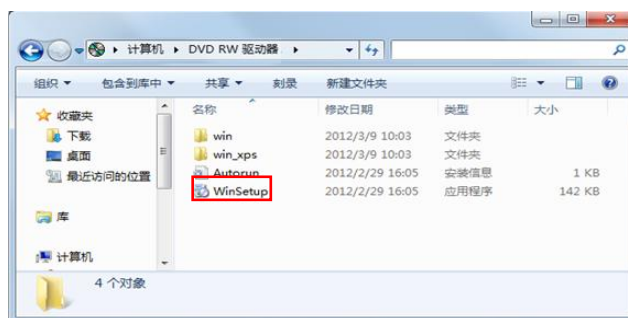 计算机 DVD RW 驱动器
组织 包含到库中 共享 刻录 新建文件夹
收藏夹
下载
桌面
最近访问的位置
库
计算机
名称 修改日期 类型 大小
win 2012/3/9 10:03 文件夹
win_xps 2012/3/9 10:03 文件夹
Autorun 2012/2/29 16:05 安装信息 1 KB
WinSetup 2012/2/29 16:05 应用程序 142 KB
4 个对象